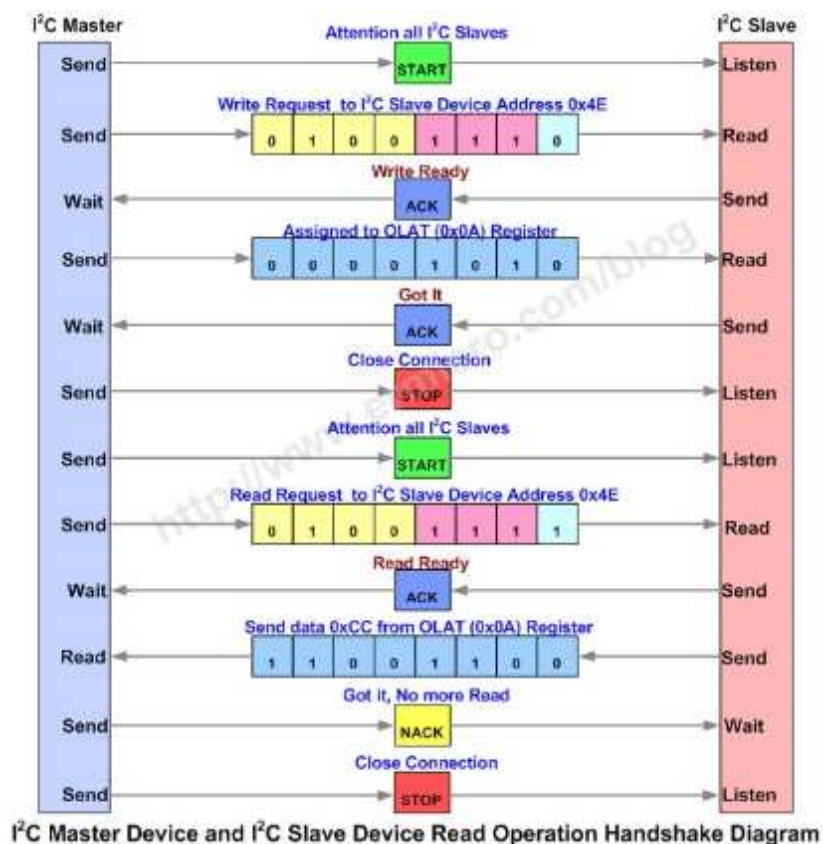 I²C Master
I²C Slave
Attention all I²C Slaves
Send START Listen
Write Request to I²C Slave Device Address 0x4E
Send 0 1 0 0 1 1 1 0 Read
Write Ready
Wait ACK Send
Assigned to OLAT (0x0A) Register
Send 0 0 0 0 1 0 1 0 Read
Got It
Wait ACK Send
Close Connection
Send STOP Listen
Attention all I²C Slaves
Send START Listen
Read Request to I²C Slave Device Address 0x4E
Send 0 1 0 0 1 1 1 1 Read
Read Ready
Wait ACK Send
Send data 0xCC from OLAT (0x0A) Register
Read 1 1 0 0 1 1 0 0 Send
Got it, No more Read
Send NACK Wait
Close Connection
Send STOP Listen
I²C Master Device and I²C Slave Device Read Operation Handshake Diagram